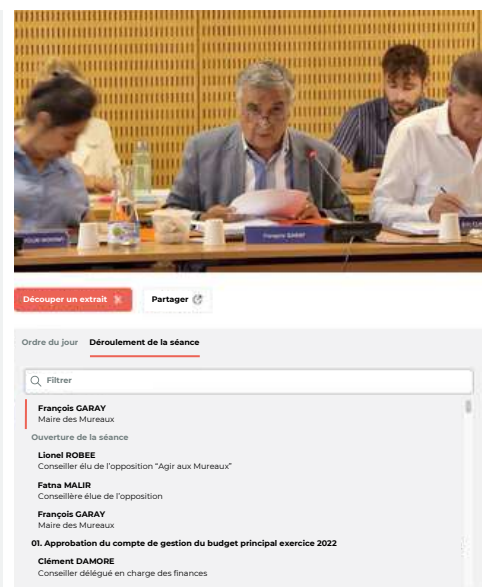 François GARAY
Découper un extrait
Partager
Ordre du jour
Déroulement de la séance
Filtrer
François GARAY
Maire des Mureaux
Ouverture de la séance
Lionel ROBEE
Conseiller élu de l'opposition "Agir aux Mureaux"
Fatna MALIR
Conseillère élue de l'opposition
François GARAY
Maire des Mureaux
01. Approbation du compte de gestion du budget principal exercice 2022
Clément DAMORE
Conseiller délégué en charge des finances